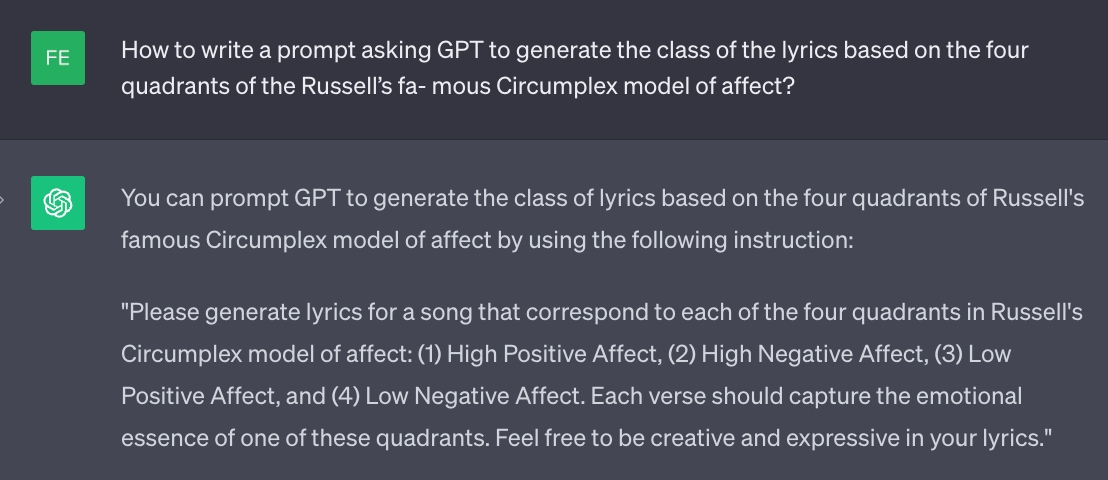 FE
How to write a prompt asking GPT to generate the class of the lyrics based on the four
quadrants of the Russell’s fa- mous Circumplex model of affect?
You can prompt GPT to generate the class of lyrics based on the four quadrants of Russell's
famous Circumplex model of affect by using the following instruction:
"Please generate lyrics for a song that correspond to each of the four quadrants in Russell's
Circumplex model of affect: (1) High Positive Affect, (2) High Negative Affect, (3) Low
Positive Affect, and (4) Low Negative Affect. Each verse should capture the emotional
essence of one of these quadrants. Feel free to be creative and expressive in your lyrics."